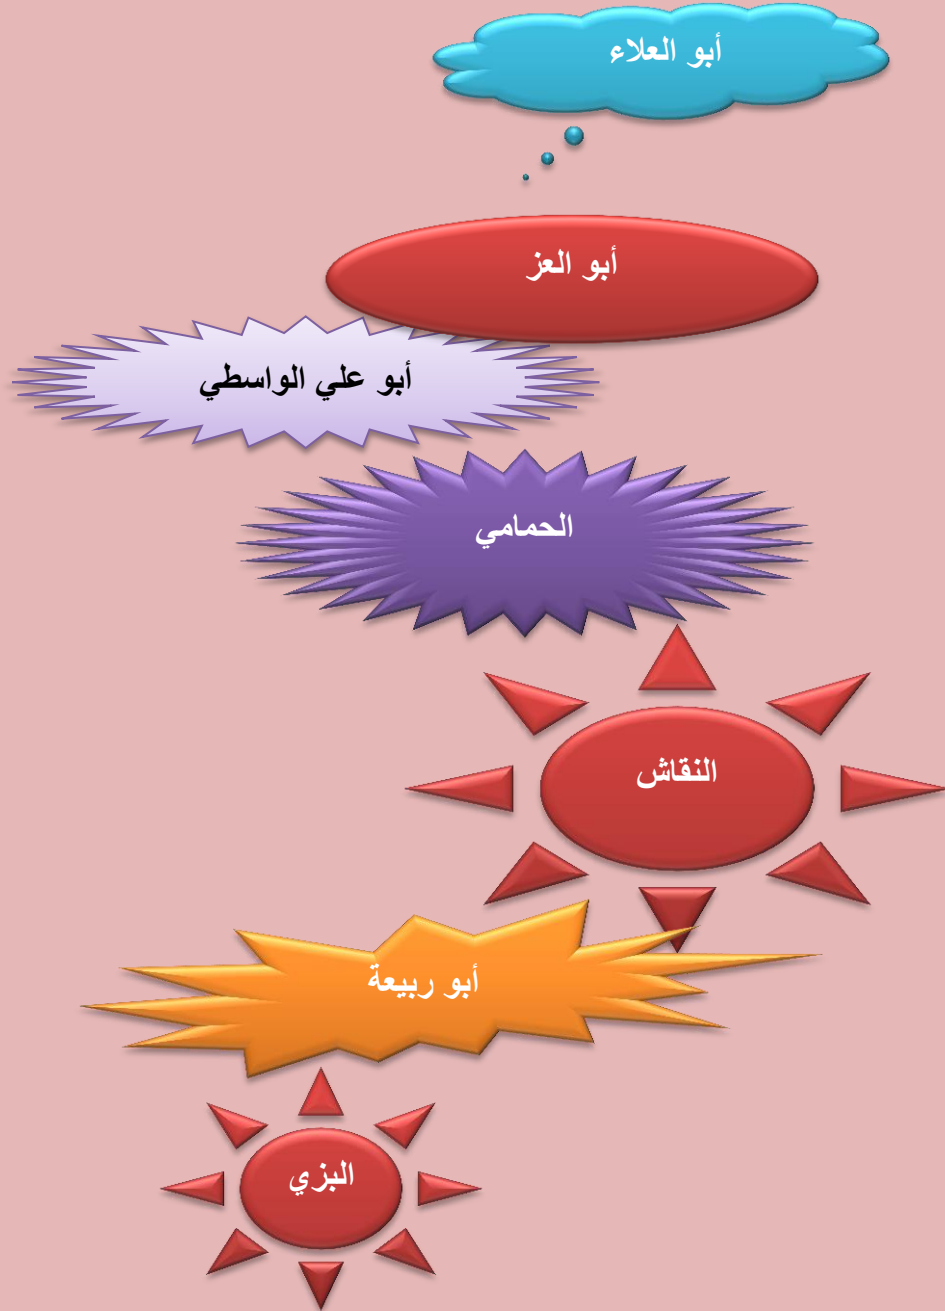 أبو العلاء
أبو العز
أبو علي الواسطي
الحمامي
النقاش
أبو ربيعة
البزي